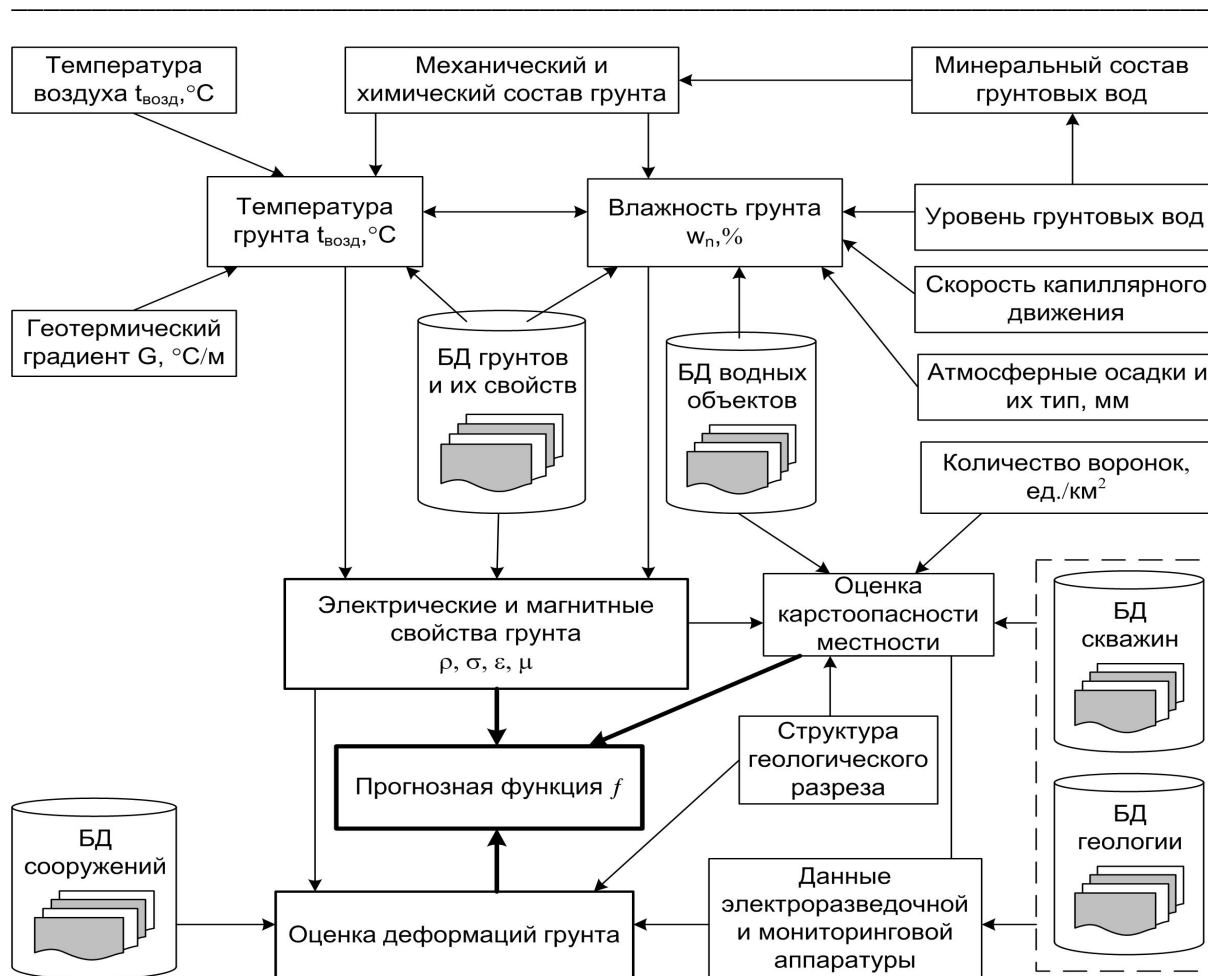 Температура
воздуха tвозд,°C
Механический и
химический состав грунта
Минеральный состав
грунтовых вод
Температура
грунта tвозд,°C
Влажность грунта
wn,%
Уровень грунтовых вод
Скорость капиллярного
движения
Геотермический
градиент G, °C/м
БД грунтов
и их свойств
БД водных
объектов
Атмосферные осадки и
их тип, мм
Количество воронок,
ед./км²
Электрические и магнитные
свойства грунта
ρ, σ, ε, μ
Оценка
карстоопасности
местности
БД
скважин
Структура
геологического
разреза
Прогнозная функция f
БД
геологии
БД
сооружений
Оценка деформаций грунта
Данные
электроразведочной
и мониторинговой
аппаратуры